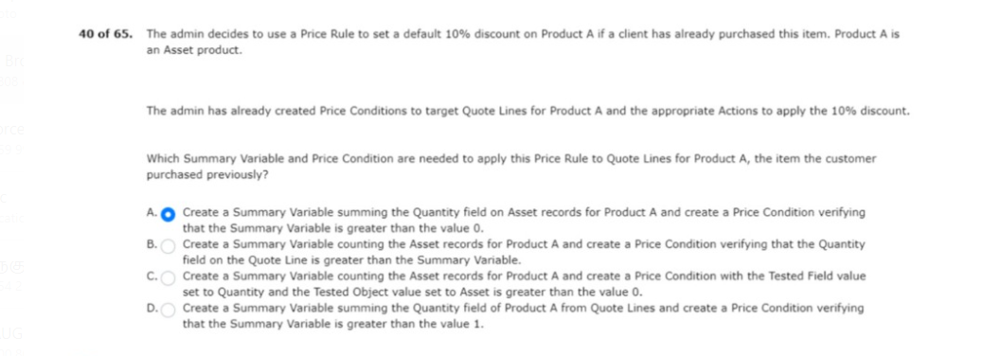 40 of 65. The admin decides to use a Price Rule to set a default 10% discount on Product A if a client has already purchased this item. Product A is
an Asset product.
The admin has already created Price Conditions to target Quote Lines for Product A and the appropriate Actions to apply the 10% discount.
Which Summary Variable and Price Condition are needed to apply this Price Rule to Quote Lines for Product A, the item the customer
purchased previously?
A. Create a Summary Variable summing the Quantity field on Asset records for Product A and create a Price Condition verifying
that the Summary Variable is greater than the value 0.
B. Create a Summary Variable counting the Asset records for Product A and create a Price Condition verifying that the Quantity
field on the Quote Line is greater than the Summary Variable.
C. Create a Summary Variable counting the Asset records for Product A and create a Price Condition with the Tested Field value
set to Quantity and the Tested Object value set to Asset is greater than the value 0.
D. Create a Summary Variable summing the Quantity field of Product A from Quote Lines and create a Price Condition verifying
that the Summary Variable is greater than the value 1.